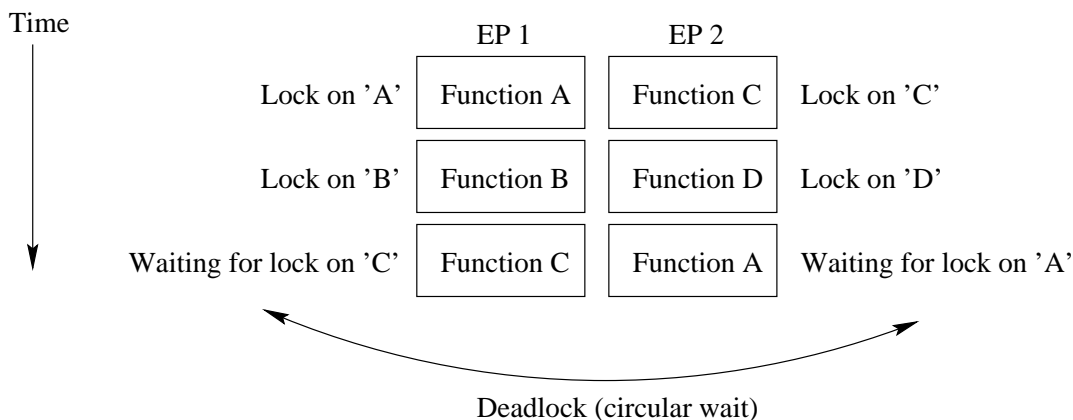 Time
EP 1 EP 2
Lock on ’A’ Function A Function C Lock on ’C’
Lock on ’B’ Function B Function D Lock on ’D’
Waiting for lock on ’C’ Function C Function A Waiting for lock on ’A’
Deadlock (circular wait)